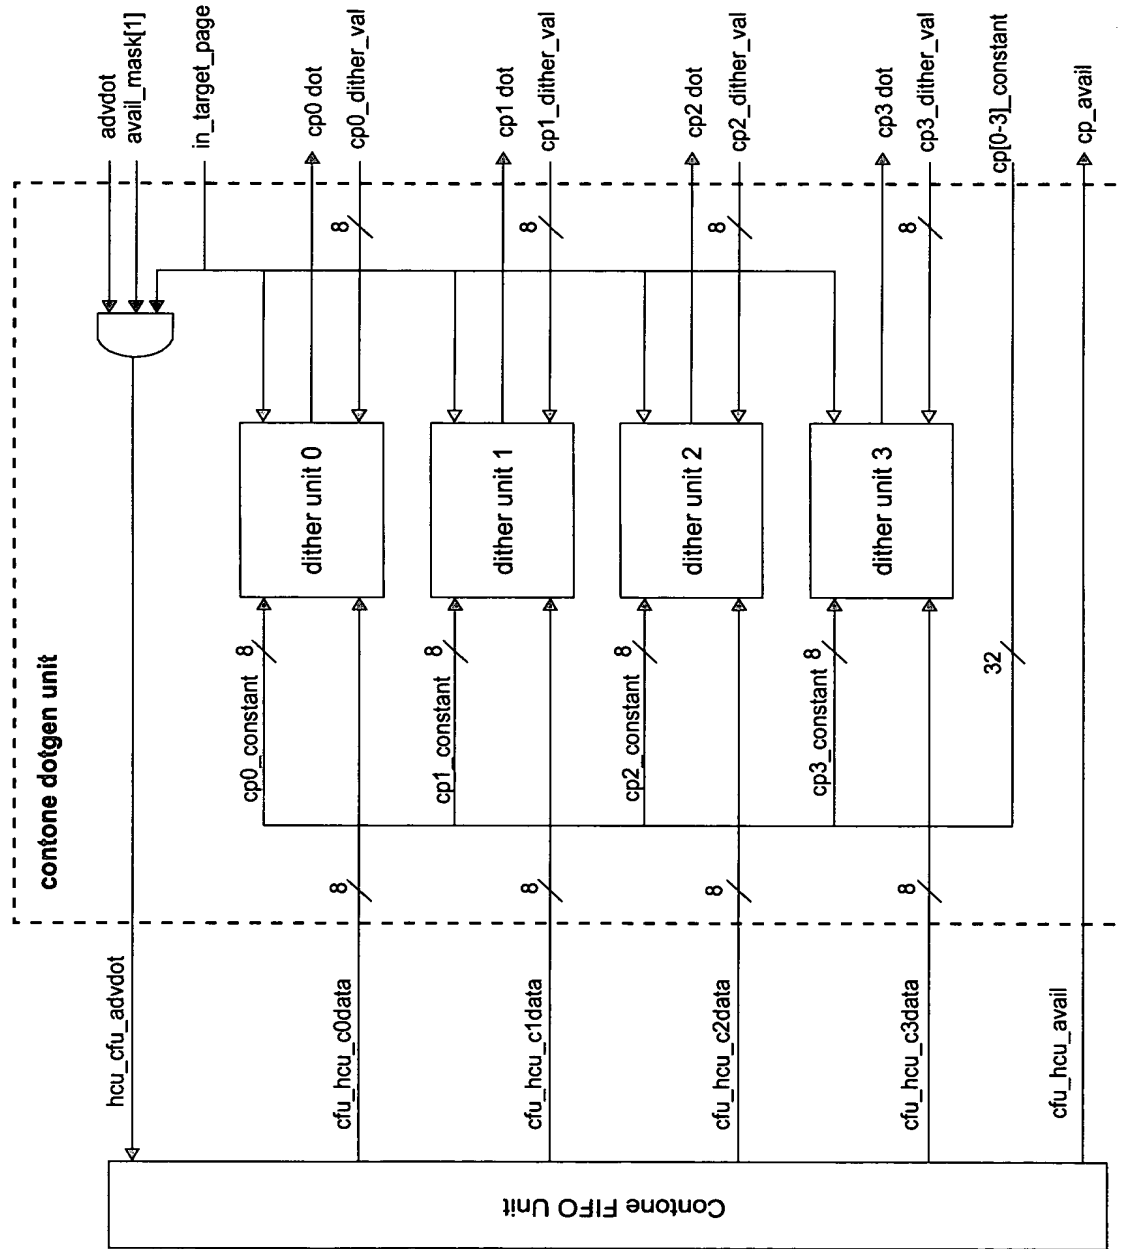 contone dotgen unit
advdot
avail_mask[1]
in_target_page
hcu_cfu_advdot
cp0 dot
cp0_dither_val
8
dither unit 0
cp0_constant
8
8
cfu_hcu_c0data
cp1 dot
cp1_dither_val
8
dither unit 1
cp1_constant
8
8
cfu_hcu_c1data
cp2 dot
cp2_dither_val
8
dither unit 2
cp2_constant
8
8
cfu_hcu_c2data
cp3 dot
cp3_dither_val
8
dither unit 3
cp3_constant
8
8
cfu_hcu_c3data
cp[0-3]_constant
32
cp_avail
cfu_hcu_avail
Contone FIFO Unit